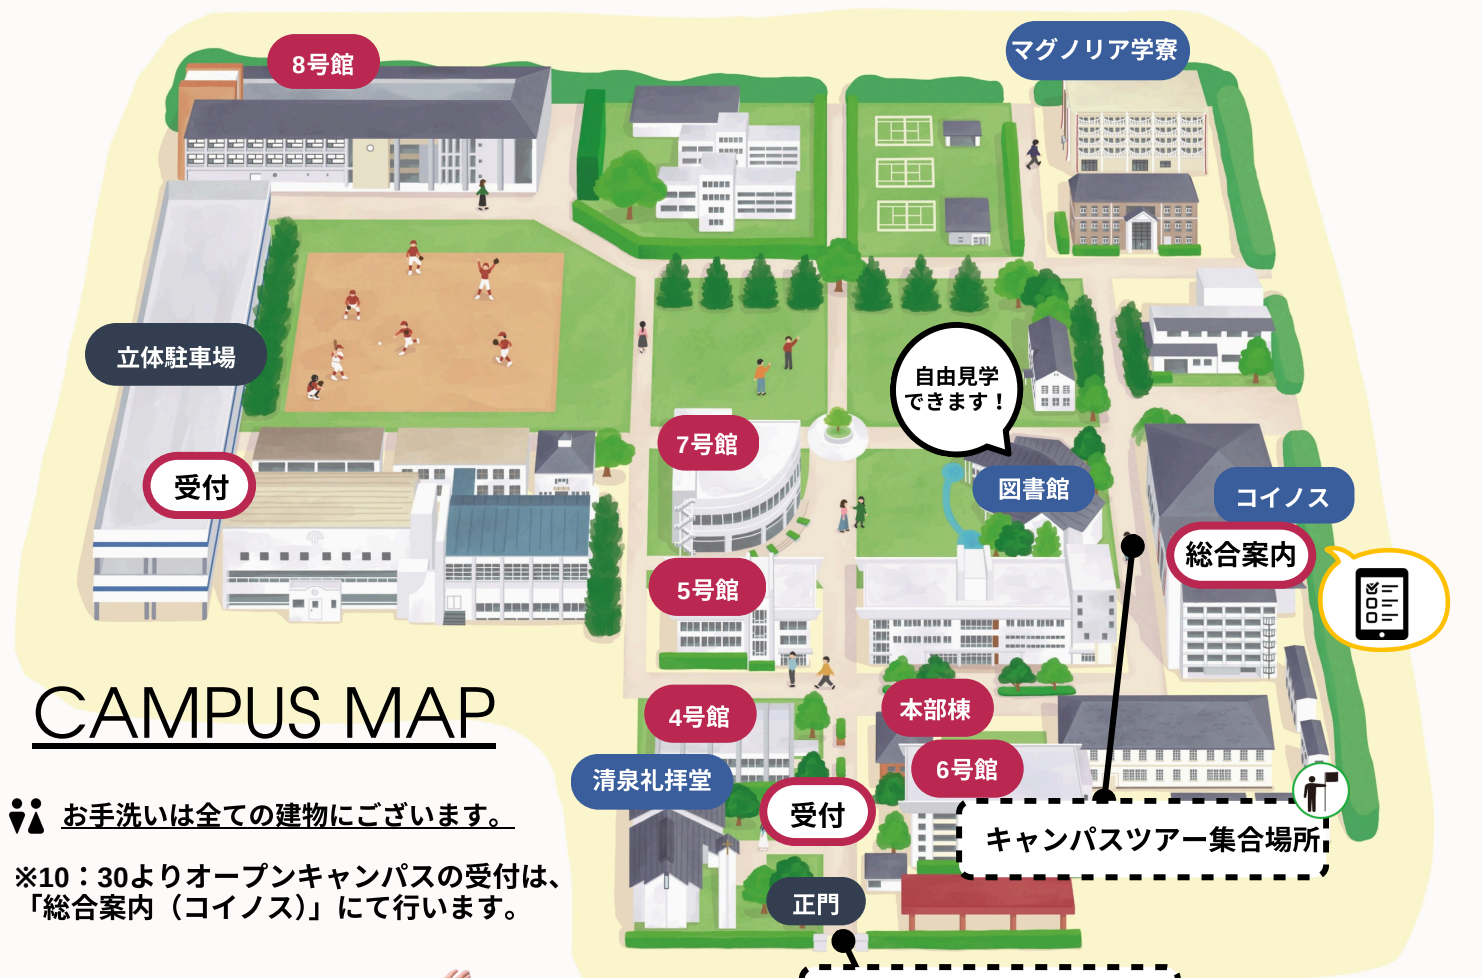 8号館
マグノリア学寮
立体駐車場
自由見学
できます！
7号館
受付
図書館
コイノス
総合案内
5号館
4号館
本部棟
CAMPUS MAP
清泉礼拝堂
6号館
受付
お手洗いは全ての建物にございます。
キャンパスツアー集合場所
※10：30よりオープンキャンパスの受付は、
「総合案内（コイノス）」にて行います。
正門